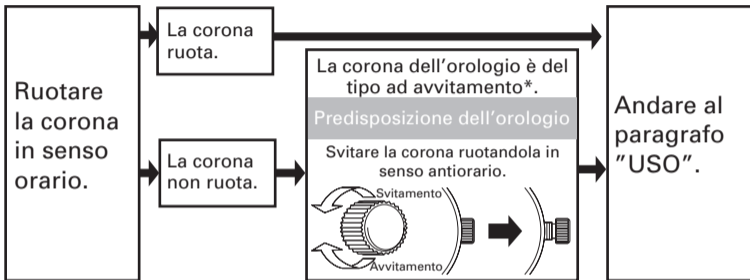 Ruotare
la corona
in senso
orario.
La corona
ruota.
La corona
non ruota.
La corona dell'orologio è del
tipo ad avvitamento*.
Predisposizione dell'orologio
Svitare la corona ruotandola in
senso antiorario.
Svitamento
Avvitamento
Andare al
paragrafo
"USO".